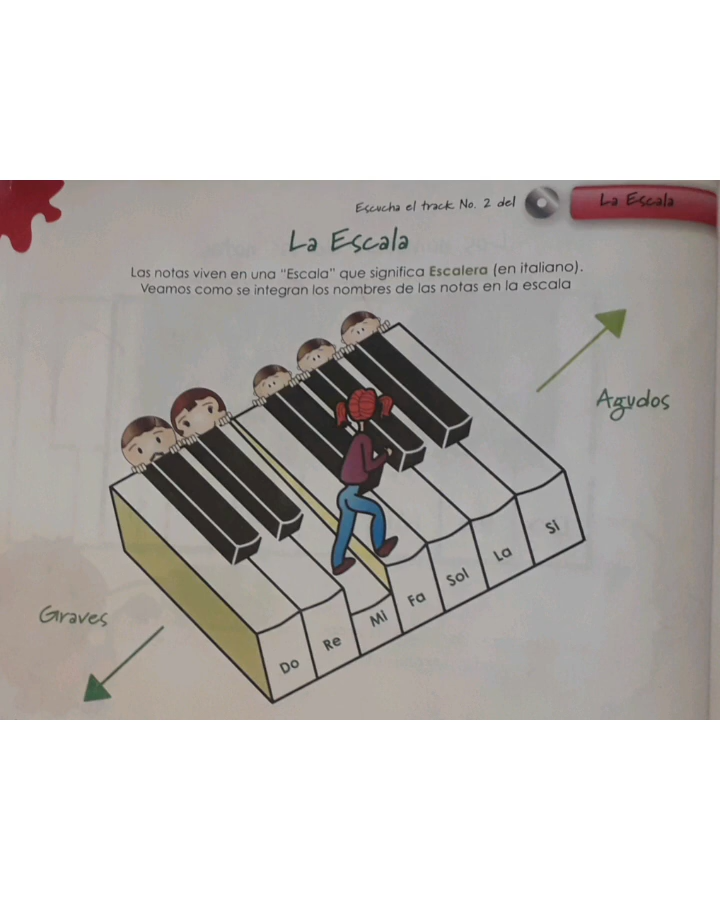 Escucha el track No. 2 del
La Escala
La Escala
Las notas viven en una "Escala" que significa Escalera (en italiano).
Veamos como se integran los nombres de las notas en la escala
Agudos
Graves
Do
Re
Mi
Fa
Sol
La
Si